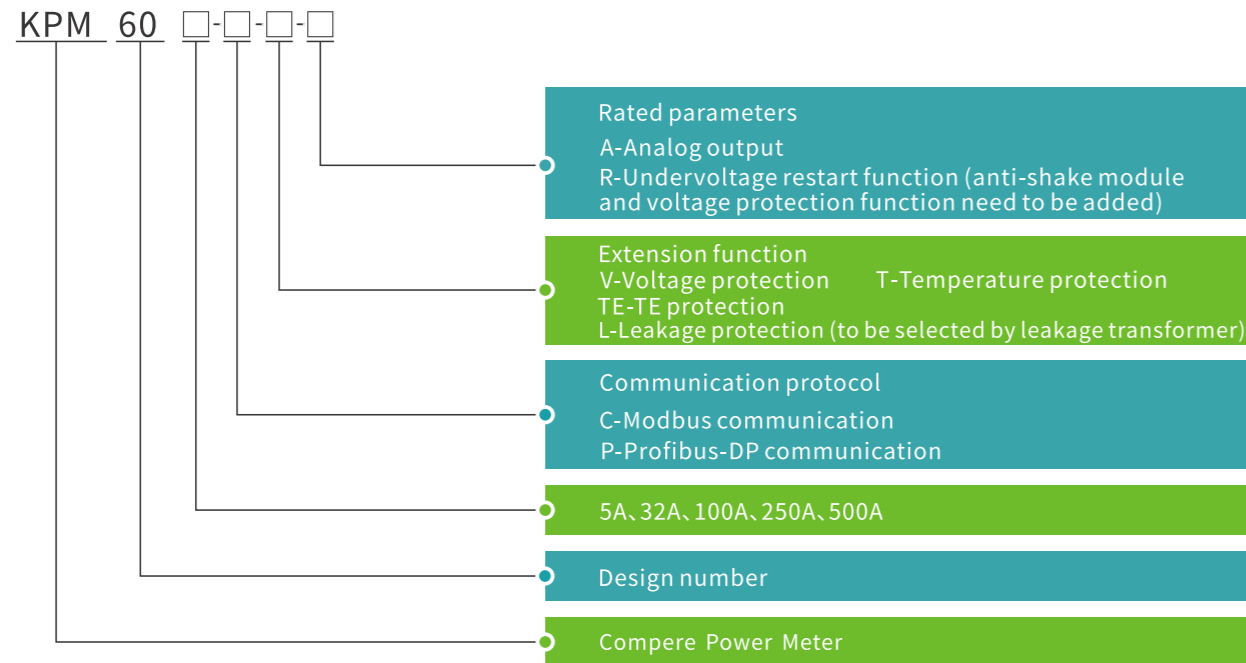 KPM 60 □-□-□-□
Rated parameters
A-Analog output
R-Undervoltage restart function (anti-shake module
and voltage protection function need to be added)
Extension function
V-Voltage protection T-Temperature protection
TE-TE protection
L-Leakage protection (to be selected by leakage transformer)
Communication protocol
C-Modbus communication
P-Profibus-DP communication
5A、32A、100A、250A、500A
Design number
Compere Power Meter